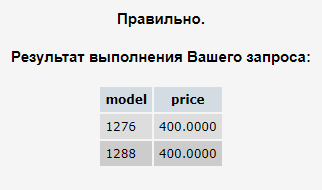 Правильно.
Результат выполнения Вашего запроса:
model price
1276 400.0000
1288 400.0000